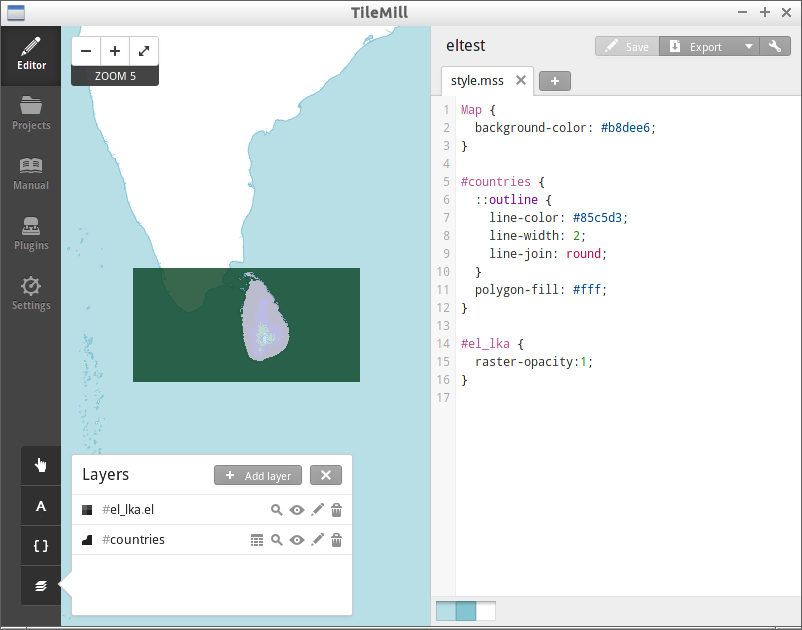 TileMill
Editor
Projects
Manual
Plugins
Settings
ZOOM 5
A
{}
Layers
+ Add layer
#el_lka.el
#countries
eltest
Save
Export
style.mss
1 Map {
2 background-color: #b8dee6;
3 }
4
5 #countries {
6 ::outline {
7 line-color: #85c5d3;
8 line-width: 2;
9 line-join: round;
10 }
11 polygon-fill: #fff;
12 }
13
14 #el_lka {
15 raster-opacity:1;
16 }
17